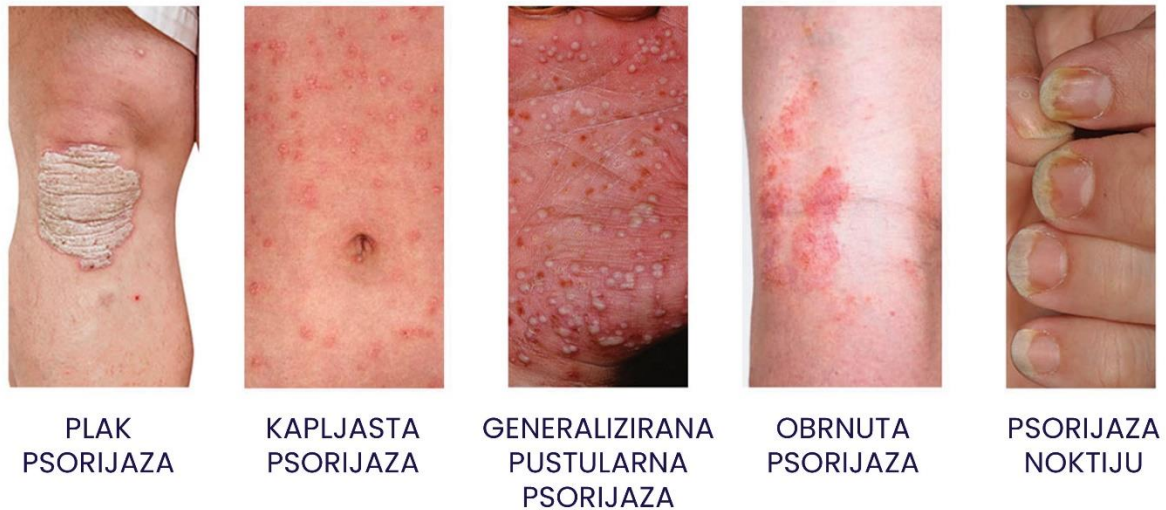 PLAK
PSORIJAZA
KAPLJASTA
PSORIJAZA
GENERALIZIRANA
PUSTULARNA
PSORIJAZA
OBRNUTA
PSORIJAZA
PSORIJAZA
NOKTIJU